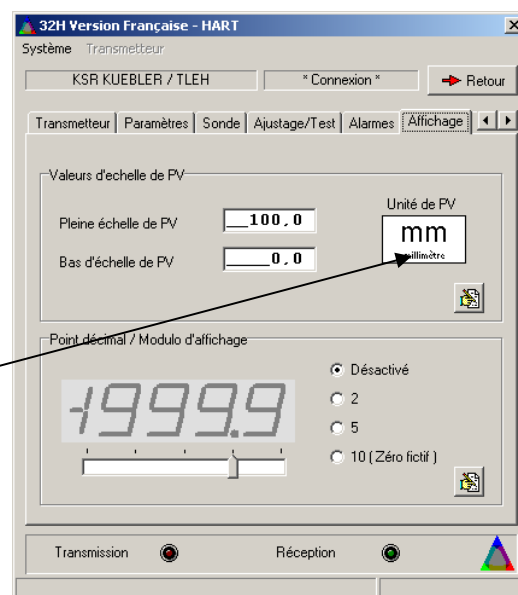 32H Version Française - HART
Système Transmetteur
KSR KUEBLER / TLEH
* Connexion *
Retour
Transmetteur Paramètres Sonde Ajustage/Test Alarmes Affichage
Valeurs d'echelle de PV
Unité de PV
Pleine échelle de PV
__100,0
mm
millimètre
Bas d'échelle de PV
____0,0
Point décimal / Modulo d'affichage
-1999.9
Désactivé
2
5
10 ( Zéro fictif )
Transmission
Réception